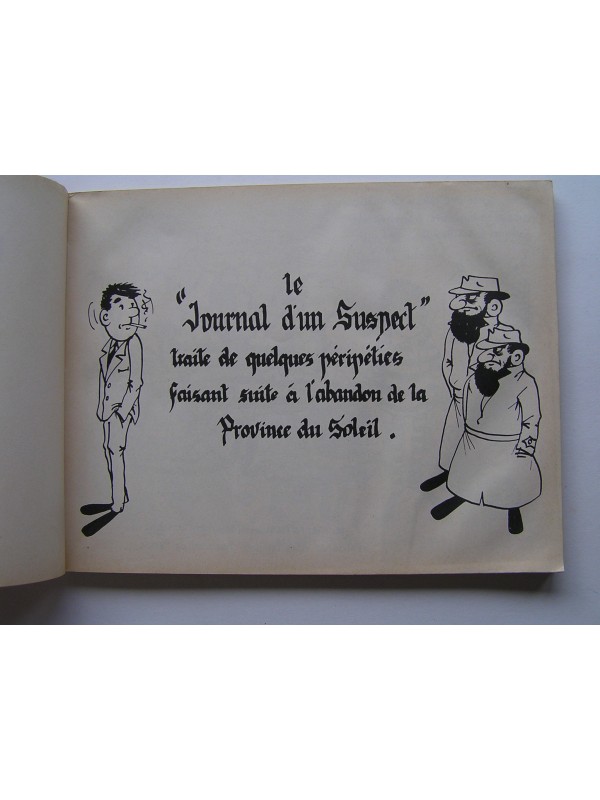 le
"Journal d'un Suspect"
traite de quelques péripéties
faisant suite à l'abandon de la
Province du Soleil.